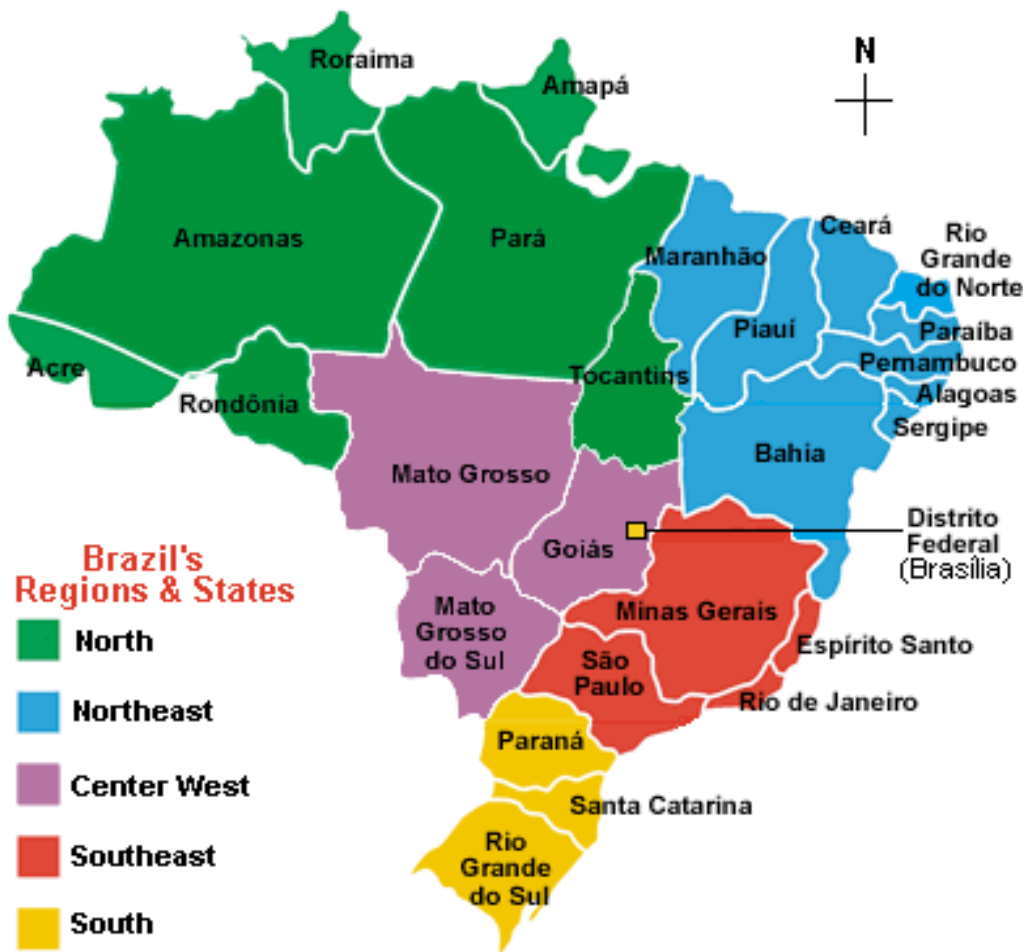 Roraima
Amapá
N
Amazonas
Pará
Maranhão
Ceará
Rio
Grande
do Norte
Piauí
Paraíba
Pernambuco
Alagoas
Sergipe
Acre
Rondônia
Tocantins
Bahia
Mato Grosso
Goiás
Distrito
Federal
(Brasília)
Mato
Grosso
do Sul
Minas Gerais
Espírito Santo
São
Paulo
Rio de Janeiro
Paraná
Santa Catarina
Rio
Grande
do Sul
Brazil's
Regions & States
North
Northeast
Center West
Southeast
South